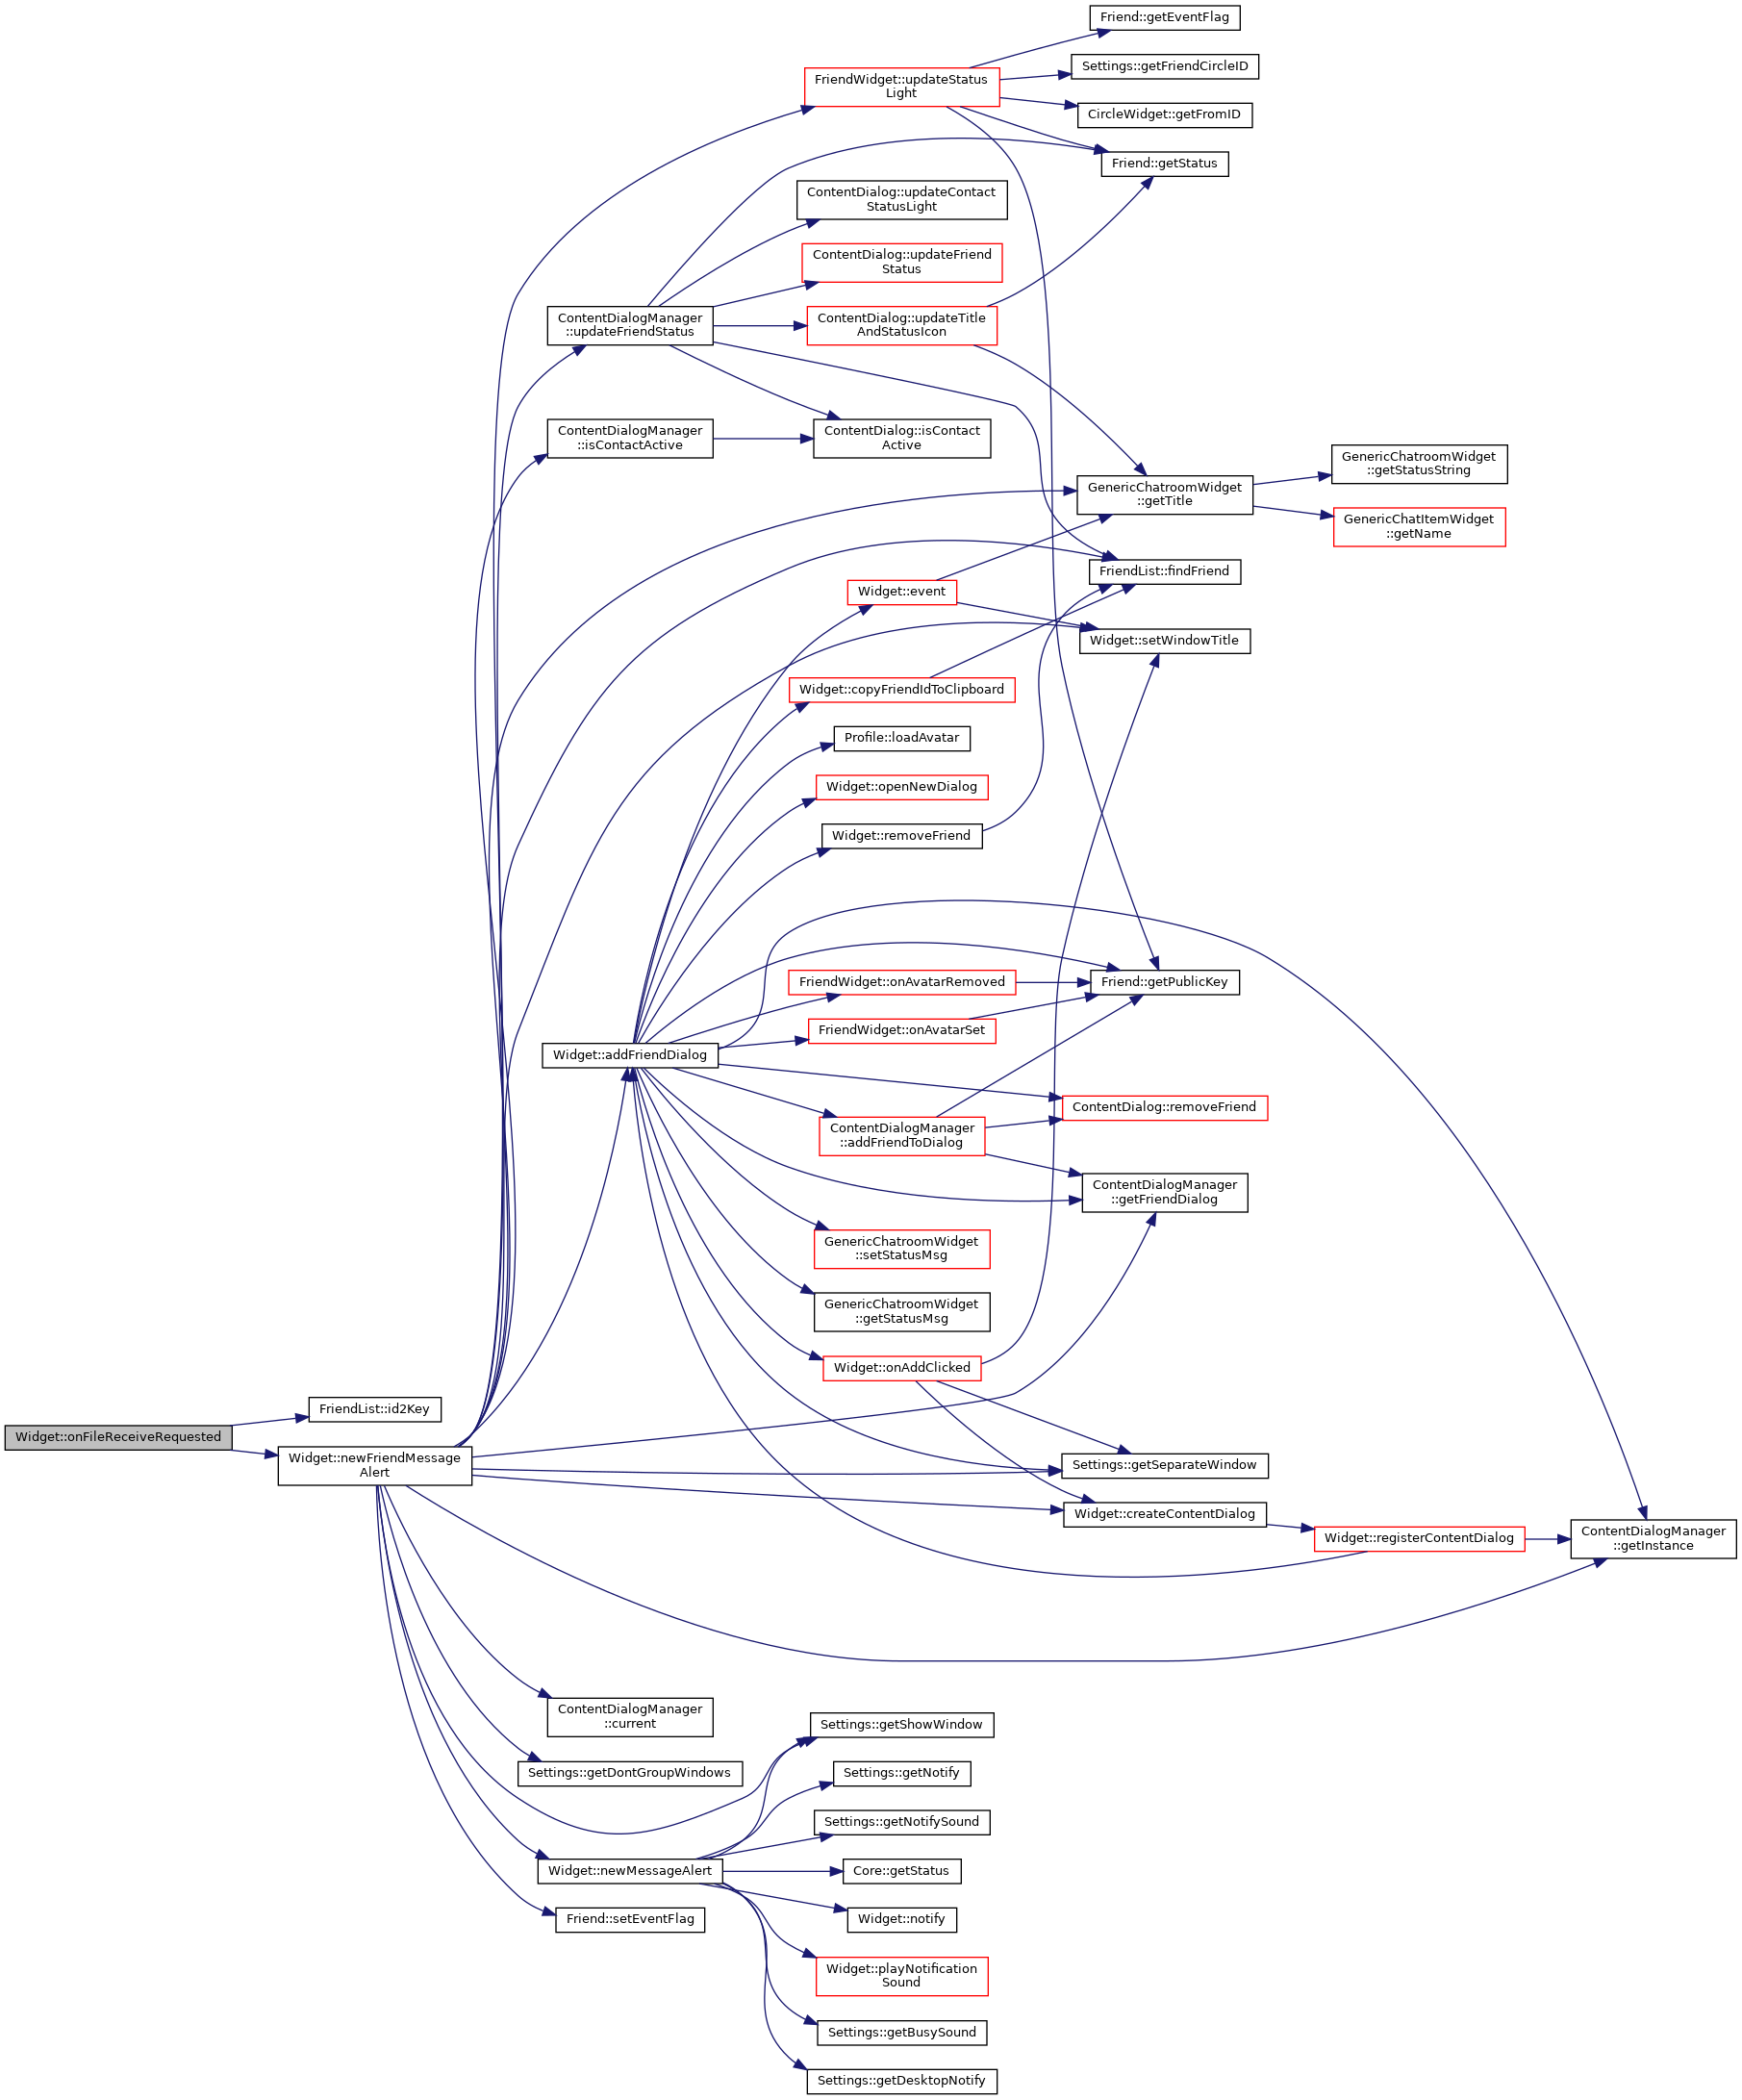 Friend::getEventFlag
FriendWidget::updateStatus
Light
Settings::getFriendCircleID
CircleWidget::getFromID
Friend::getStatus
ContentDialog::updateContact
StatusLight
ContentDialog::updateFriend
Status
ContentDialogManager
::updateFriendStatus
ContentDialog::updateTitle
AndStatusIcon
ContentDialogManager
::isContactActive
ContentDialog::isContact
Active
GenericChatroomWidget
::getStatusString
GenericChatroomWidget
::getTitle
GenericChatItemWidget
::getName
FriendList::findFriend
Widget::event
Widget::setWindowTitle
Widget::copyFriendIdToClipboard
Profile::loadAvatar
Widget::openNewDialog
Widget::removeFriend
FriendWidget::onAvatarRemoved
Friend::getPublicKey
FriendWidget::onAvatarSet
Widget::addFriendDialog
ContentDialog::removeFriend
ContentDialogManager
::addFriendToDialog
ContentDialogManager
::getFriendDialog
GenericChatroomWidget
::setStatusMsg
GenericChatroomWidget
::getStatusMsg
Widget::onAddClicked
FriendList::id2Key
Widget::onFileReceiveRequested
Widget::newFriendMessage
Alert
Settings::getSeparateWindow
Widget::createContentDialog
Widget::registerContentDialog
ContentDialogManager
::getInstance
ContentDialogManager
::current
Settings::getShowWindow
Settings::getDontGroupWindows
Settings::getNotify
Settings::getNotifySound
Widget::newMessageAlert
Core::getStatus
Friend::setEventFlag
Widget::notify
Widget::playNotification
Sound
Settings::getBusySound
Settings::getDesktopNotify